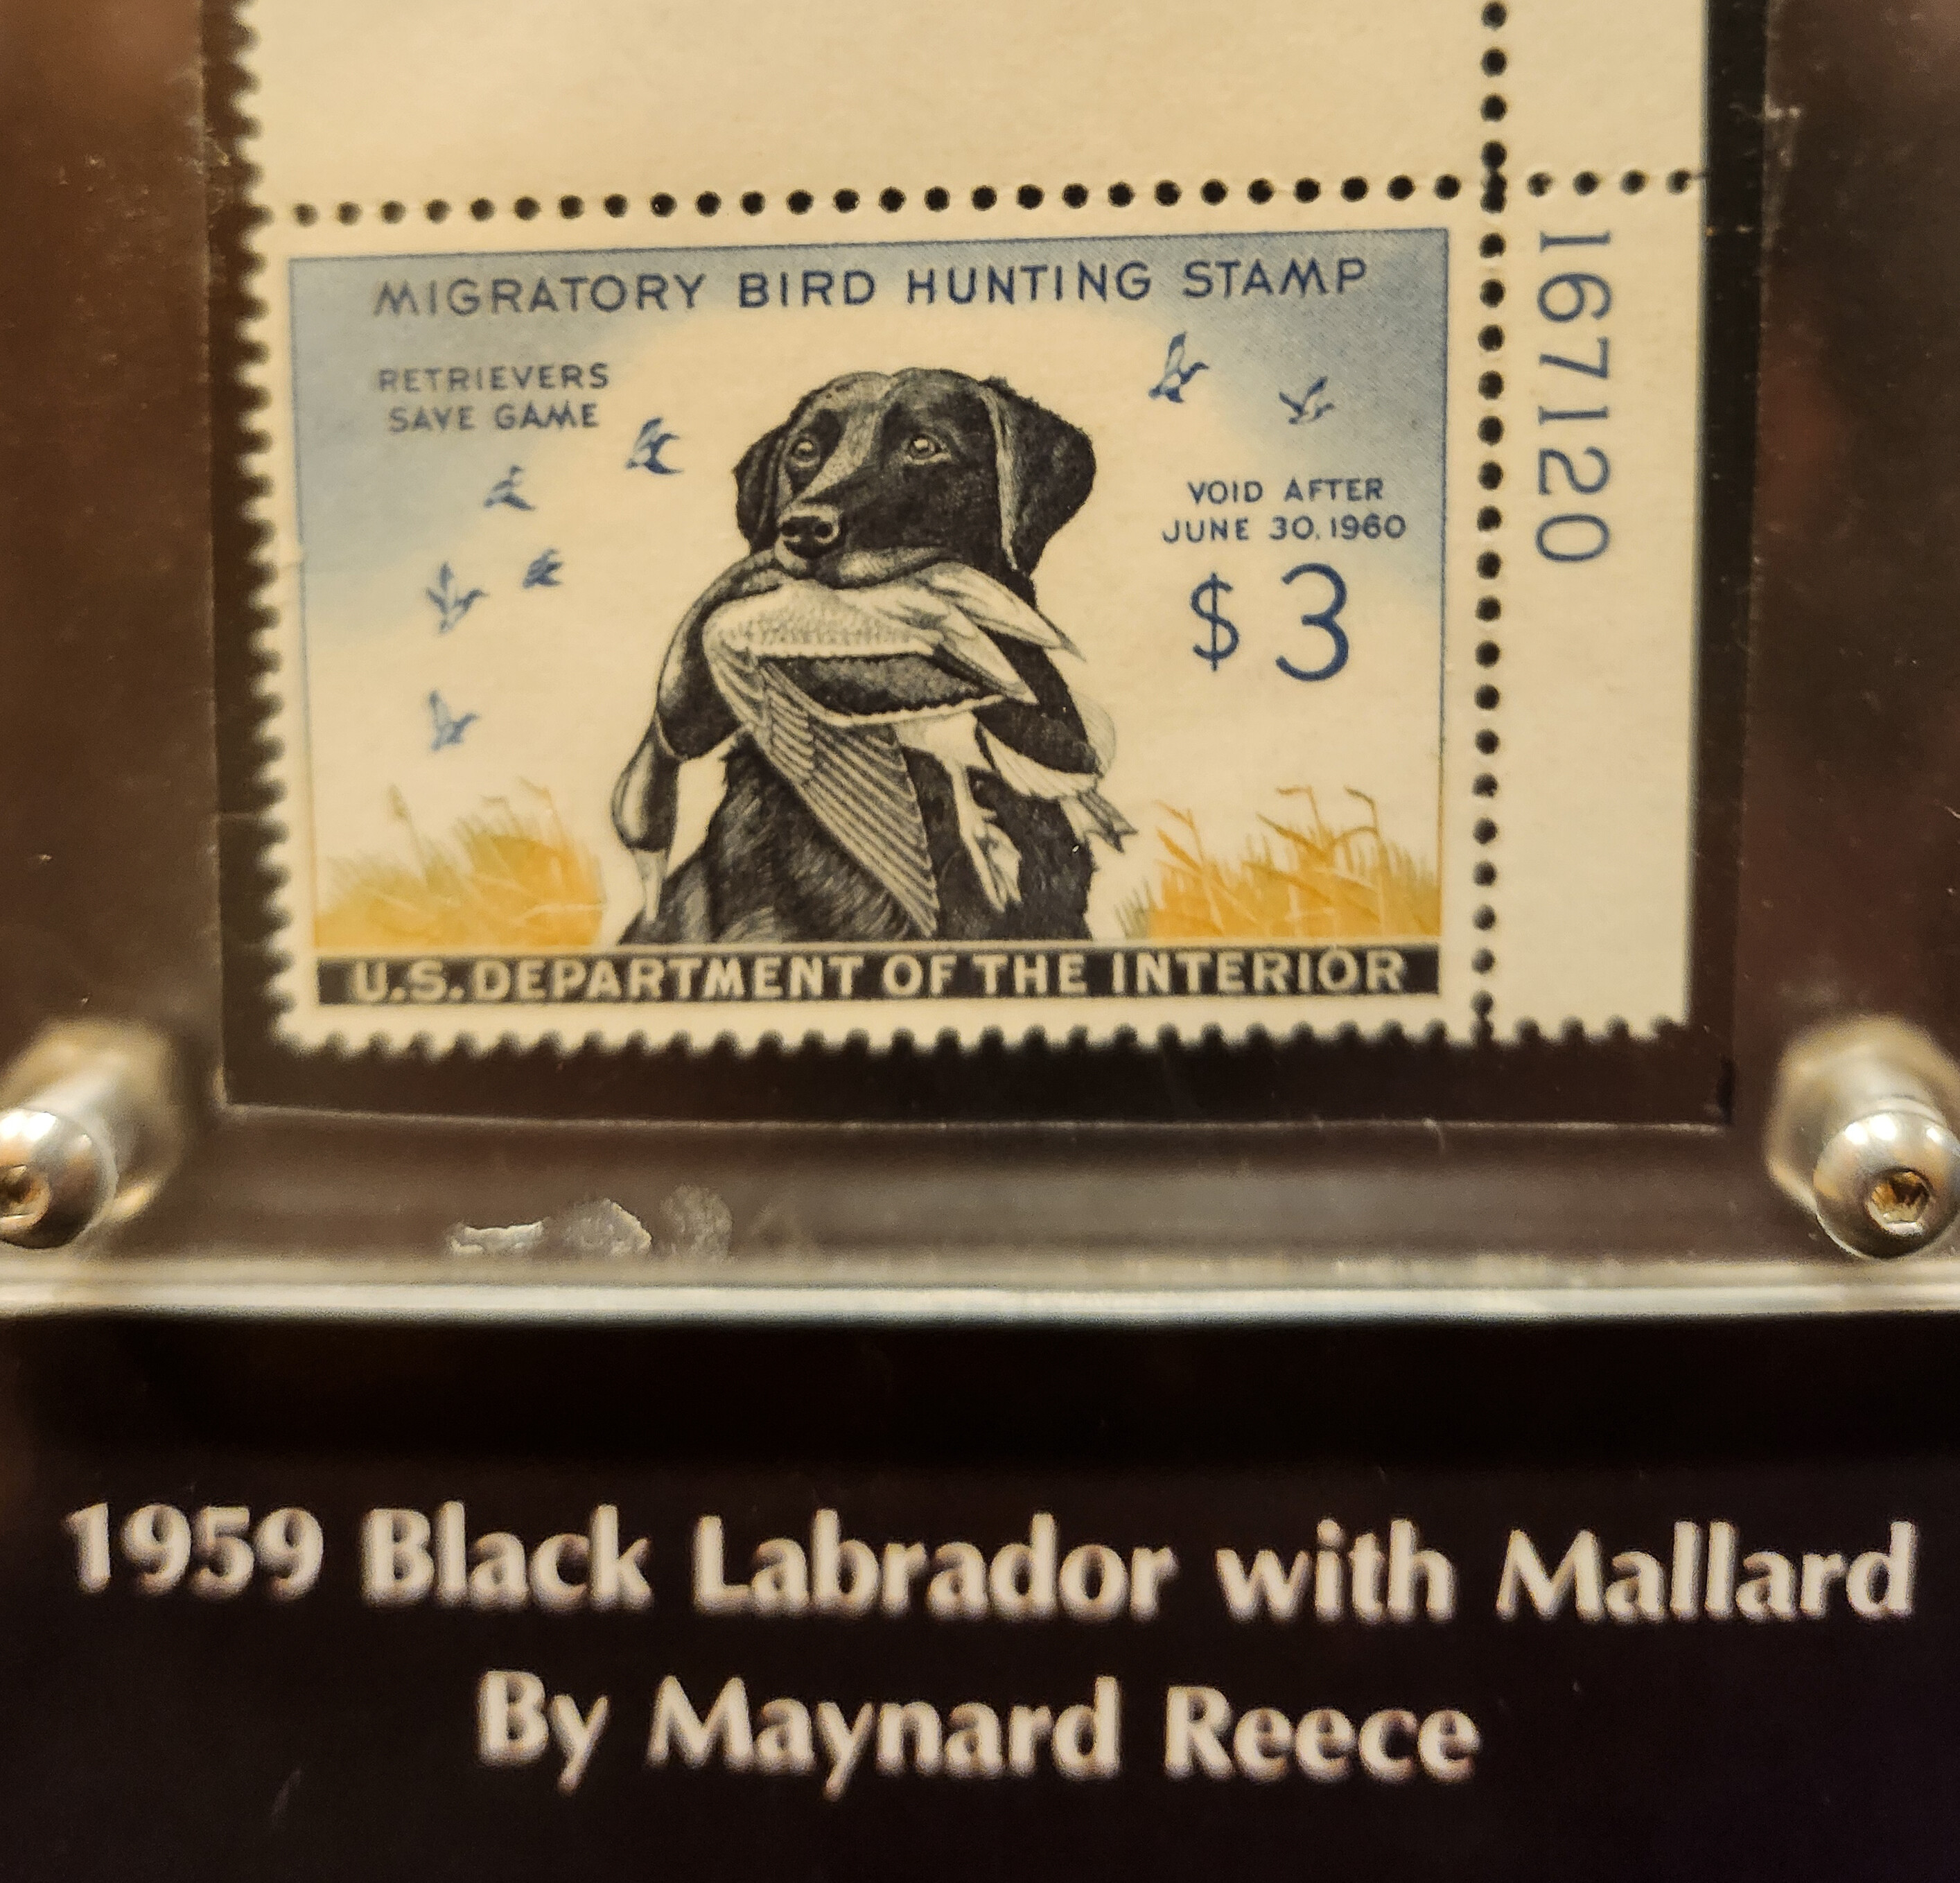 MIGRATORY BIRD HUNTING STAMP
RETRIEVERS
SAVE GAME
VOID AFTER
JUNE 30, 1960
$3
U.S. DEPARTMENT OF THE INTERIOR
167120
1959 Black Labrador with Mallard
By Maynard Reece